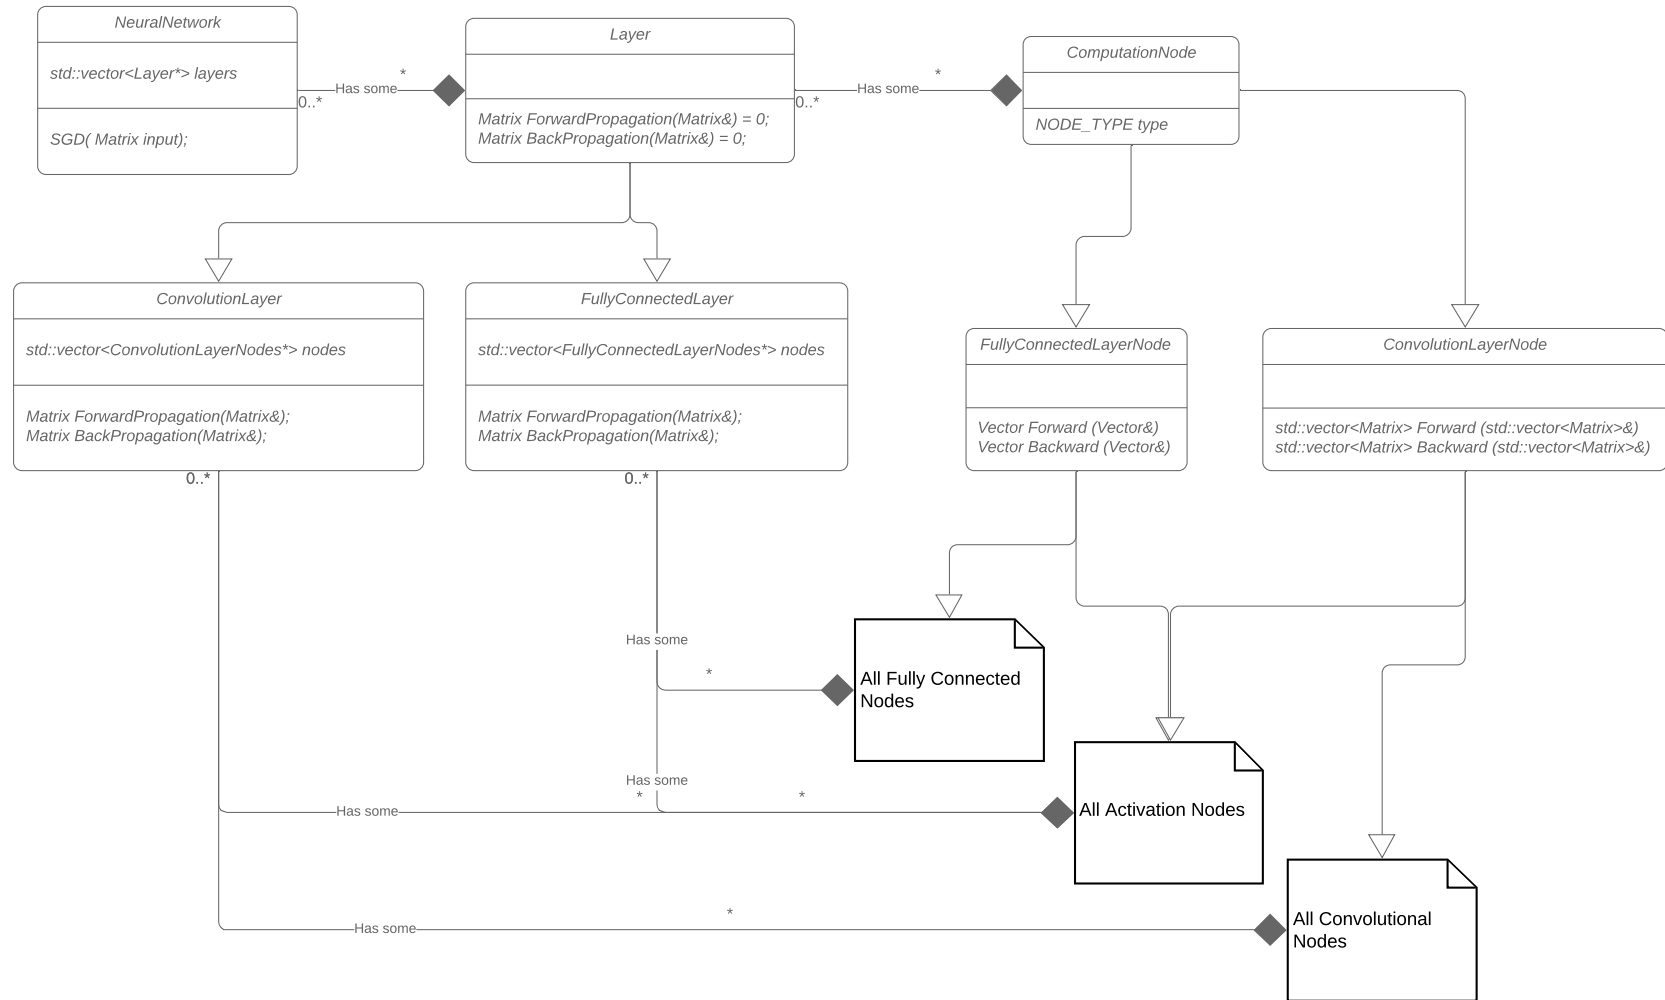 NeuralNetwork
std::vector<Layer*> layers
SGD( Matrix input);
0..*
Has some
*
Layer
Matrix ForwardPropagation(Matrix&) = 0;
Matrix BackPropagation(Matrix&) = 0;
0..*
Has some
*
ComputationNode
NODE_TYPE type
ConvolutionLayer
std::vector<ConvolutionLayerNodes*> nodes
Matrix ForwardPropagation(Matrix&);
Matrix BackPropagation(Matrix&);
0..*
FullyConnectedLayer
std::vector<FullyConnectedLayerNodes*> nodes
Matrix ForwardPropagation(Matrix&);
Matrix BackPropagation(Matrix&);
0..*
FullyConnectedLayerNode
Vector Forward (Vector&)
Vector Backward (Vector&)
ConvolutionLayerNode
std::vector<Matrix> Forward (std::vector<Matrix>&)
std::vector<Matrix> Backward (std::vector<Matrix>&)
Has some
*
All Fully Connected
Nodes
Has some
*
*
Has some
All Activation Nodes
*
Has some
All Convolutional
Nodes